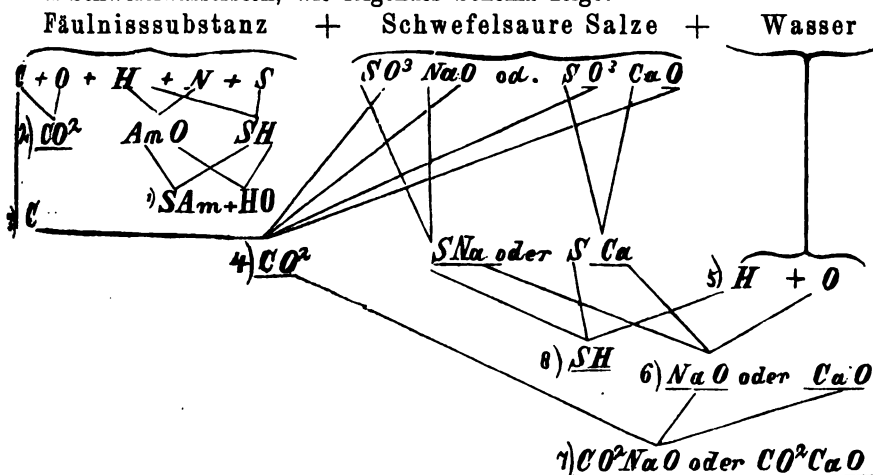 Fäulnisssubstanz + Schwefelsaure Salze + Wasser
C + O + H + N + S SO³ NaO od. SO³ CaO
2) CO² AmO SH
1) SAm+HO
3) C
4) CO² SNa oder S Ca 5) H + O
8) SH 6) NaO oder CaO
7) CO²NaO oder CO²CaO